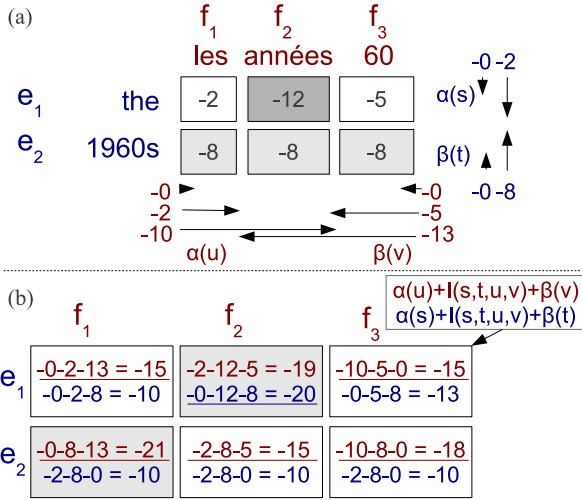 (a)
f1 f2 f3
les années 60
e1 the -2 -12 -5
e2 1960s -8 -8 -8
-0 -2
α(s)
β(t)
-0 -8
-0 -0
-2 -5
-10 -13
α(u) β(v)
(b)
α(u)+I(s,t,u,v)+β(v)
α(s)+I(s,t,u,v)+β(t)
f1 f2 f3
e1
-0-2-13 = -15 -2-12-5 = -19 -10-5-0 = -15
-0-2-8 = -10 -0-12-8 = -20 -0-5-8 = -13
e2
-0-8-13 = -21 -2-8-5 = -15 -10-8-0 = -18
-2-8-0 = -10 -2-8-0 = -10 -2-8-0 = -10